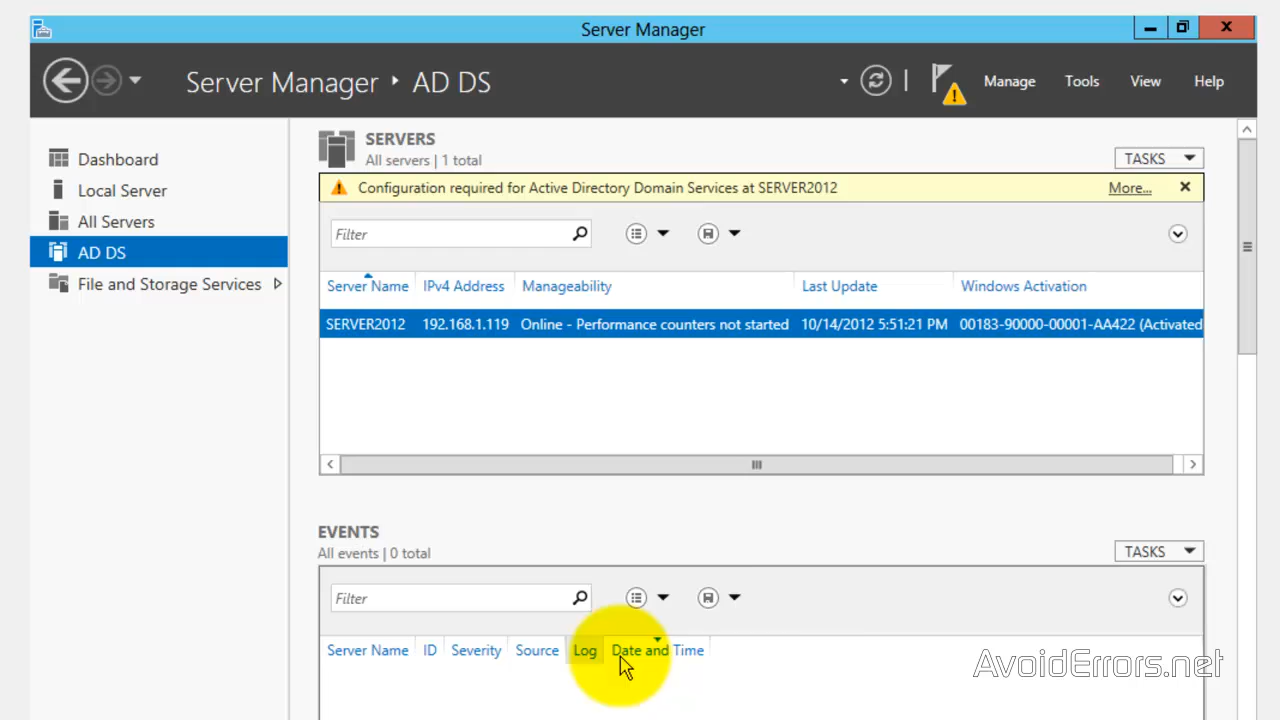 Server Manager
Server Manager ‣ AD DS
Manage Tools View Help
Dashboard
Local Server
All Servers
AD DS
File and Storage Services
SERVERS
All servers | 1 total
TASKS
Configuration required for Active Directory Domain Services at SERVER2012 More...
Filter
Server Name IPv4 Address Manageability Last Update Windows Activation
SERVER2012 192.168.1.119 Online - Performance counters not started 10/14/2012 5:51:21 PM 00183-90000-00001-AA422 (Activated
EVENTS
All events | 0 total
TASKS
Filter
Server Name ID Severity Source Log Date and Time
AvoidErrors.net